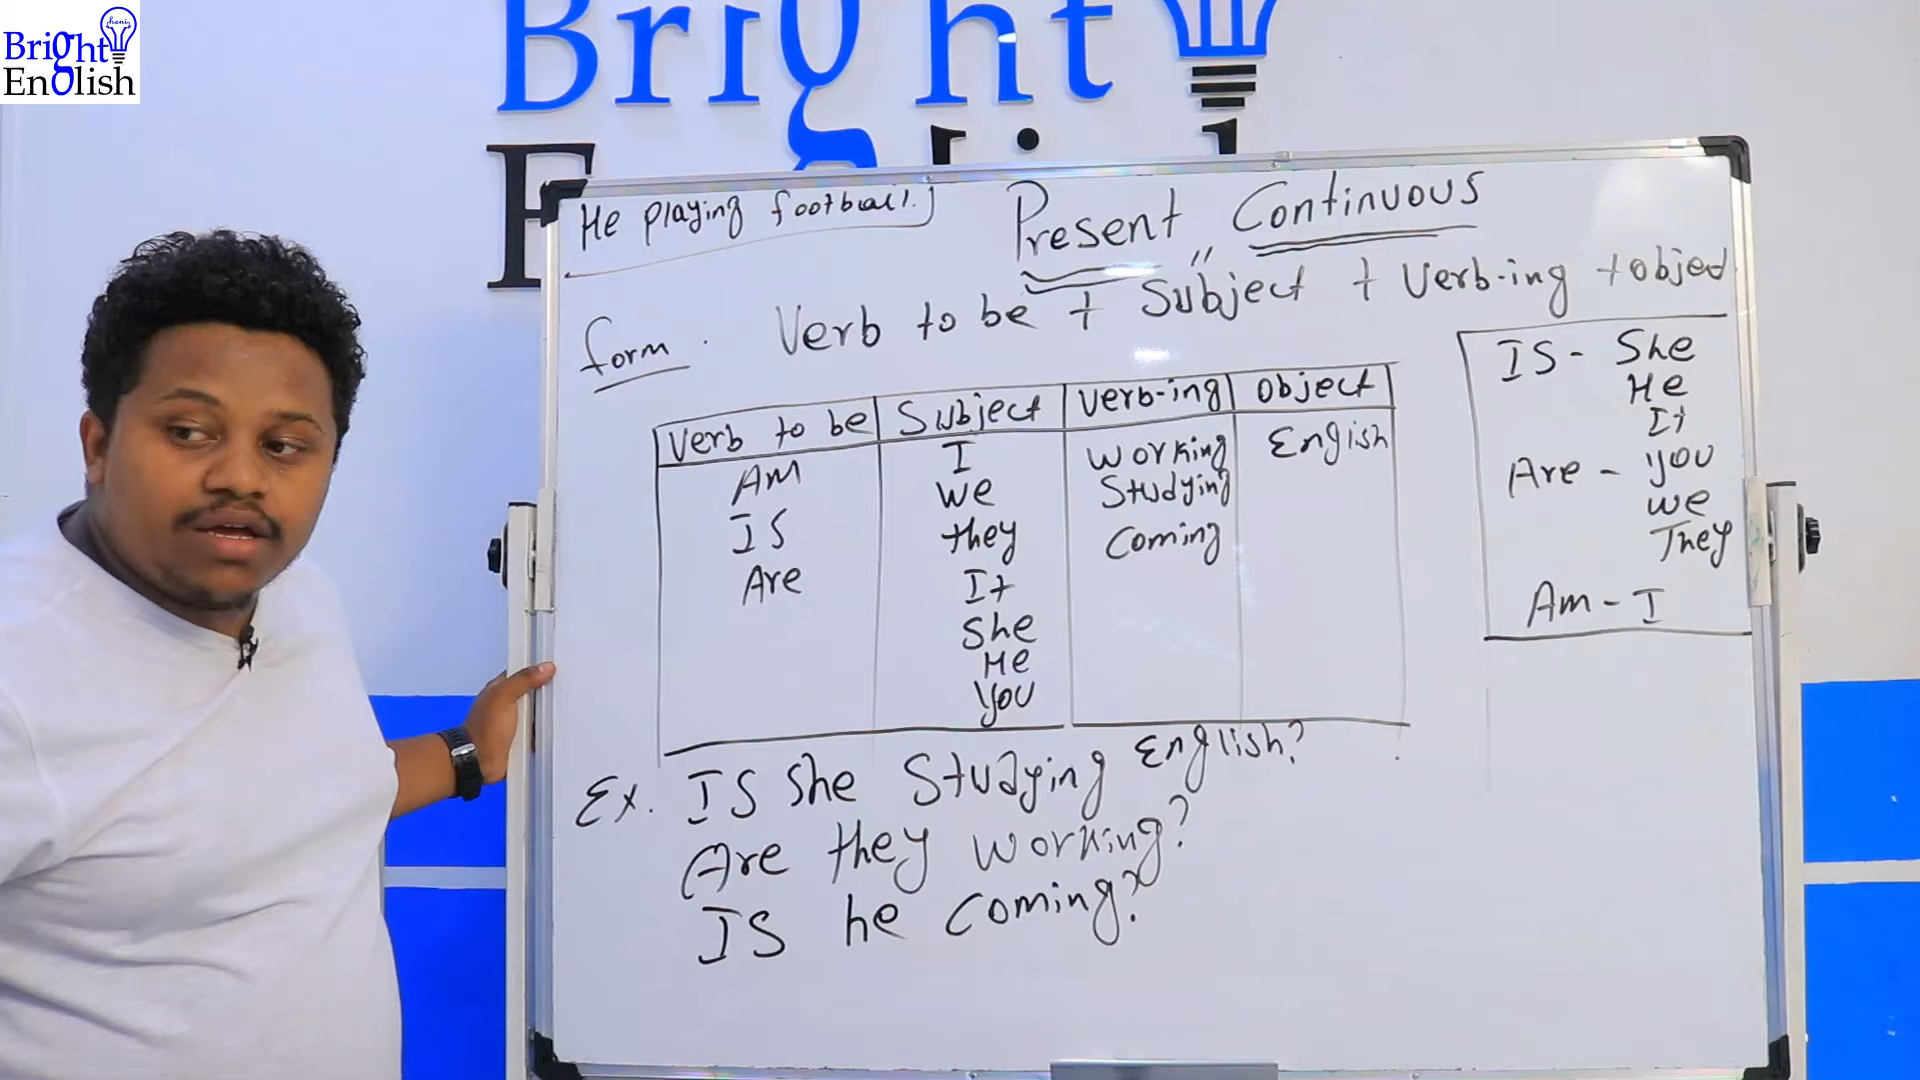 heni
Bright
English
Bright
He playing football.
Present Continuous
form. Verb to be + Subject + Verb-ing + object
Verb to be Subject Verb-ing object
Am I working English
Is we Studying
Are they Coming
It
She
He
you
IS - She
He
It
Are - you
we
They
Am - I
Ex. IS She Studying English?
Are they working?
IS he Coming?